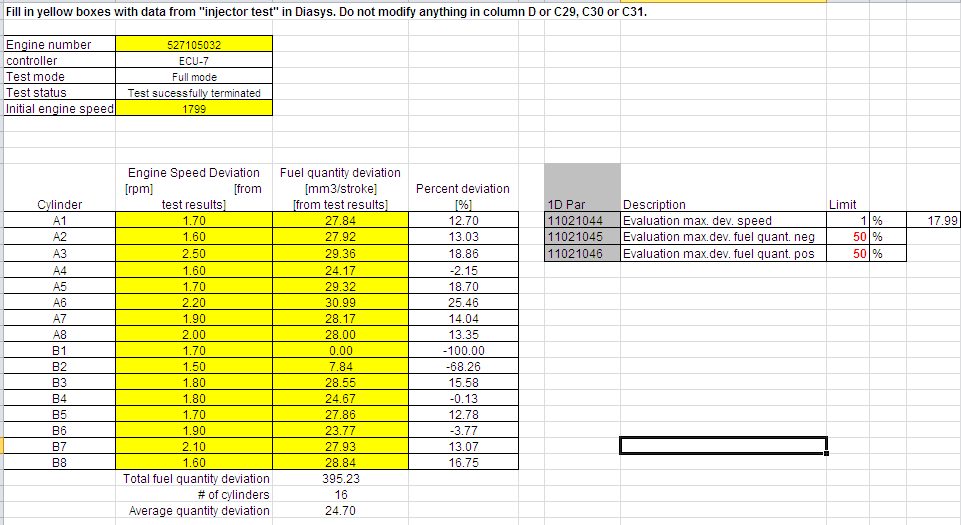 Fill in yellow boxes with data from "injector test" in Diasys. Do not modify anything in column D or C29, C30 or C31.
Engine number 527105032
controller ECU-7
Test mode Full mode
Test status Test sucessfully terminated
Initial engine speed 1799
Engine Speed Deviation Fuel quantity deviation
[rpm] [from [mm3/stroke] Percent deviation
Cylinder test results] [from test results] [%] 1D Par Description Limit
A1 1.70 27.84 12.70 11021044 Evaluation max. dev. speed 1 % 17.99
A2 1.60 27.92 13.03 11021045 Evaluation max.dev. fuel quant. neg 50 %
A3 2.50 29.36 18.86 11021046 Evaluation max.dev. fuel quant. pos 50 %
A4 1.60 24.17 -2.15
A5 1.70 29.32 18.70
A6 2.20 30.99 25.46
A7 1.90 28.17 14.04
A8 2.00 28.00 13.35
B1 1.70 0.00 -100.00
B2 1.50 7.84 -68.26
B3 1.80 28.55 15.58
B4 1.80 24.67 -0.13
B5 1.70 27.86 12.78
B6 1.90 23.77 -3.77
B7 2.10 27.93 13.07
B8 1.60 28.84 16.75
Total fuel quantity deviation 395.23
# of cylinders 16
Average quantity deviation 24.70